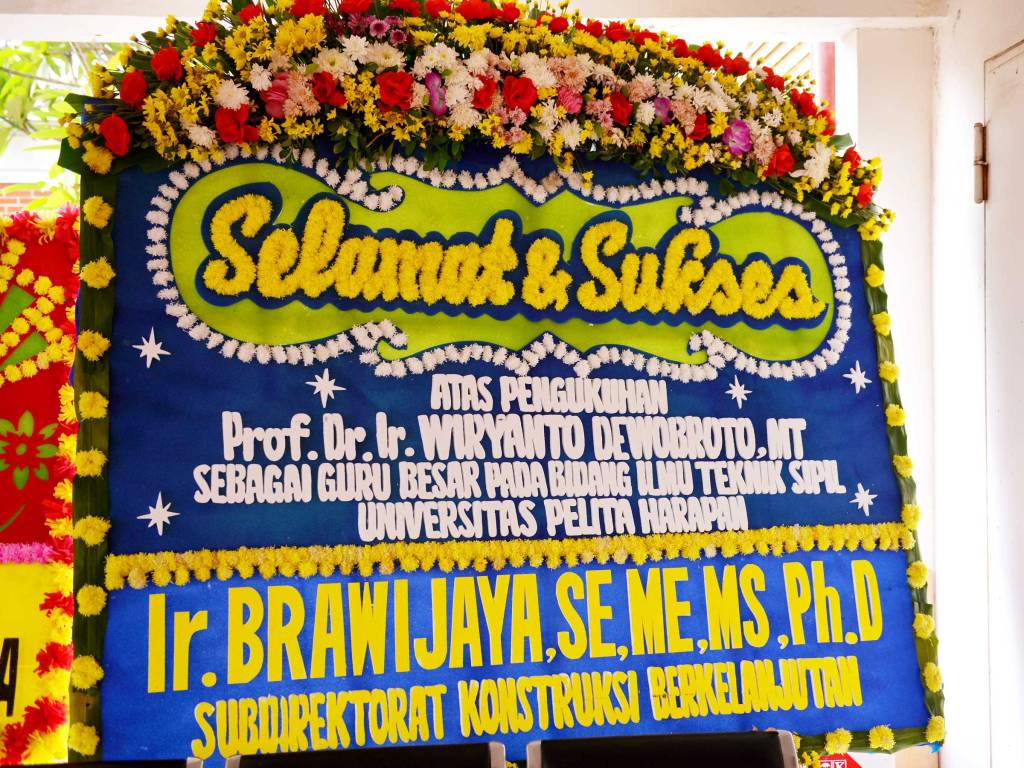 Selamat & Sukses
ATAS PENGUKUHAN
Prof. Dr. Ir. WIRYANTO DEWOBROTO, MT
SEBAGAI GURU BESAR PADA BIDANG ILMU TEKNIK SIPIL
UNIVERSITAS PELITA HARAPAN
Ir. BRAWIJAYA, SE, ME, MS, Ph.D
SUBDIREKTORAT KONSTRUKSI BERKELANJUTAN